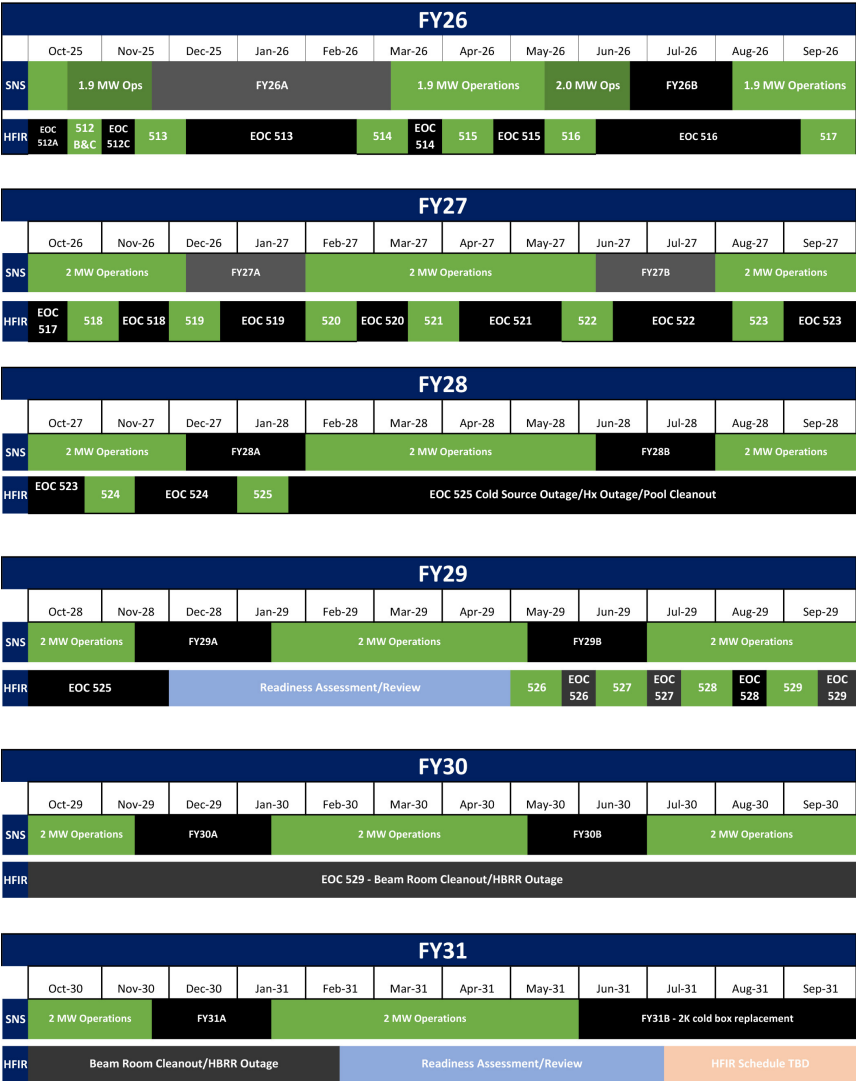 FY26
Oct-25 Nov-25 Dec-25 Jan-26 Feb-26 Mar-26 Apr-26 May-26 Jun-26 Jul-26 Aug-26 Sep-26
SNS 1.9 MW Ops FY26A 1.9 MW Operations 2.0 MW Ops FY26B 1.9 MW Operations
HFIR EOC 512A 512 B&C EOC 512C 513 EOC 513 514 EOC 514 515 EOC 515 516 EOC 516 517
FY27
Oct-26 Nov-26 Dec-26 Jan-27 Feb-27 Mar-27 Apr-27 May-27 Jun-27 Jul-27 Aug-27 Sep-27
SNS 2 MW Operations FY27A 2 MW Operations FY27B 2 MW Operations
HFIR EOC 517 518 EOC 518 519 EOC 519 520 EOC 520 521 EOC 521 522 EOC 522 523 EOC 523
FY28
Oct-27 Nov-27 Dec-27 Jan-28 Feb-28 Mar-28 Apr-28 May-28 Jun-28 Jul-28 Aug-28 Sep-28
SNS 2 MW Operations FY28A 2 MW Operations FY28B 2 MW Operations
HFIR EOC 523 524 EOC 524 525 EOC 525 Cold Source Outage/Hx Outage/Pool Cleanout
FY29
Oct-28 Nov-28 Dec-28 Jan-29 Feb-29 Mar-29 Apr-29 May-29 Jun-29 Jul-29 Aug-29 Sep-29
SNS 2 MW Operations FY29A 2 MW Operations FY29B 2 MW Operations
HFIR EOC 525 Readiness Assessment/Review 526 EOC 526 527 EOC 527 528 EOC 528 529 EOC 529
FY30
Oct-29 Nov-29 Dec-29 Jan-30 Feb-30 Mar-30 Apr-30 May-30 Jun-30 Jul-30 Aug-30 Sep-30
SNS 2 MW Operations FY30A 2 MW Operations FY30B 2 MW Operations
HFIR EOC 529 - Beam Room Cleanout/HBRR Outage
FY31
Oct-30 Nov-30 Dec-30 Jan-31 Feb-31 Mar-31 Apr-31 May-31 Jun-31 Jul-31 Aug-31 Sep-31
SNS 2 MW Operations FY31A 2 MW Operations FY31B - 2K cold box replacement
HFIR Beam Room Cleanout/HBRR Outage Readiness Assessment/Review HFIR Schedule TBD